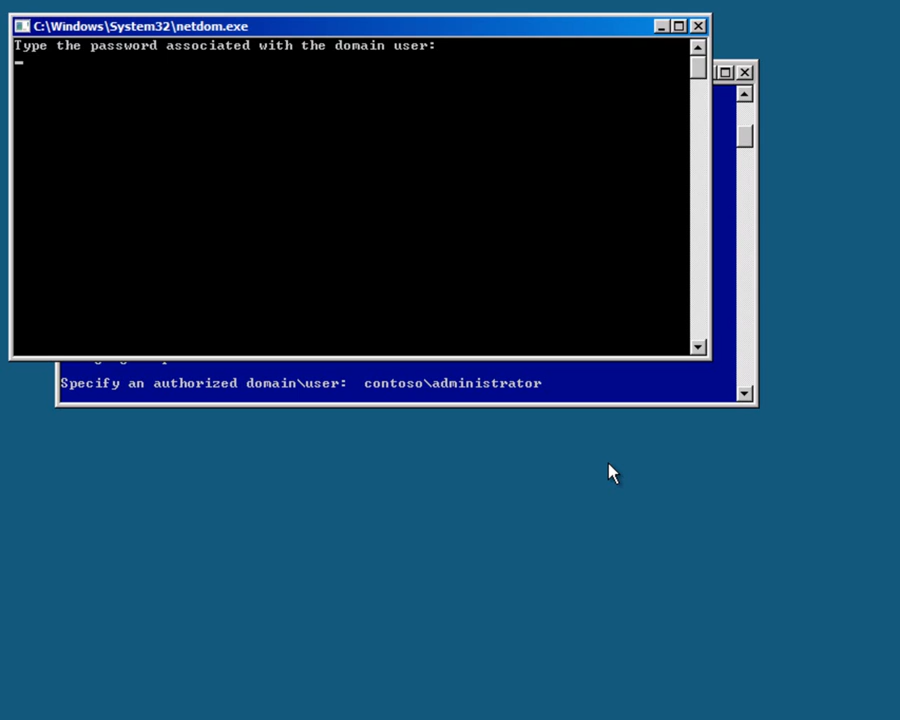 C:\Windows\System32\netdom.exe
Type the password associated with the domain user:
Specify an authorized domain\user:  contoso\administrator